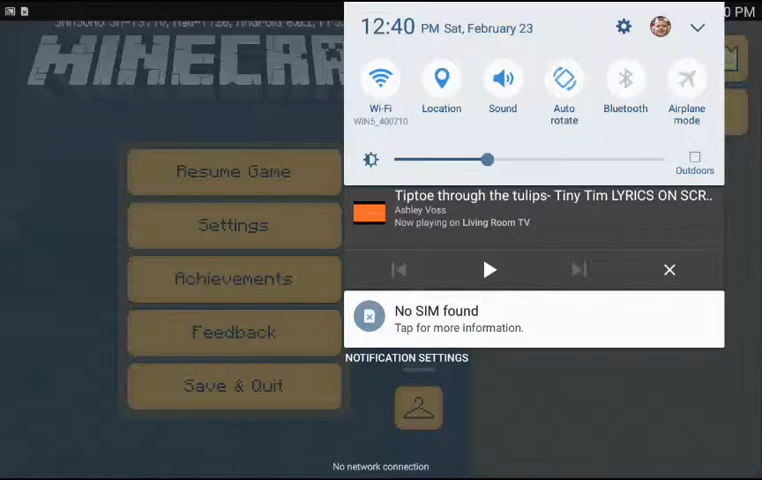 12:40 PM Sat, February 23
Wi-Fi
WIN5_400710
Location
Sound
Auto
rotate
Bluetooth
Airplane
mode
Outdoors
Tiptoe through the tulips- Tiny Tim LYRICS ON SCR..
Ashley Voss
Now playing on Living Room TV
No SIM found
Tap for more information.
NOTIFICATION SETTINGS
No network connection
MINECRA
Resume Game
Settings
Achievements
Feedback
Save & Quit
PM